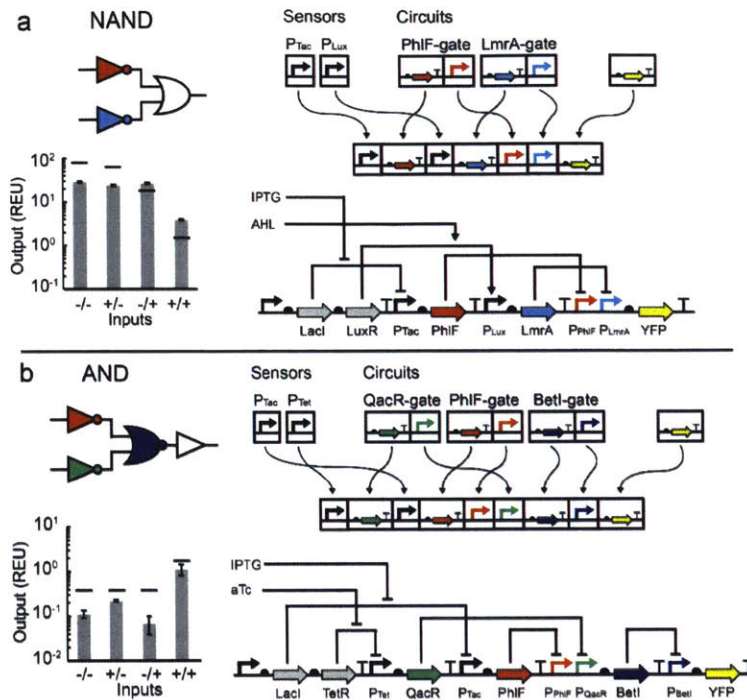 a NAND
Sensors Circuits
PTac PLux PhlF-gate LmrA-gate
10²
10¹
10⁰
10⁻¹
Output (REU)
-/- +/- -/+ +/+
Inputs
IPTG
AHL
LacI LuxR PTac PhlF PLux LmrA PPhlF PLmrA YFP
b AND
Sensors Circuits
PTac PTet QacR-gate PhlF-gate BetI-gate
10¹
10⁰
10⁻¹
10⁻²
Output (REU)
-/- +/- -/+ +/+
Inputs
IPTG
aTc
LacI TetR PTet QacR PTac PhlF PPhlF PQacR BetI PBetI YFP